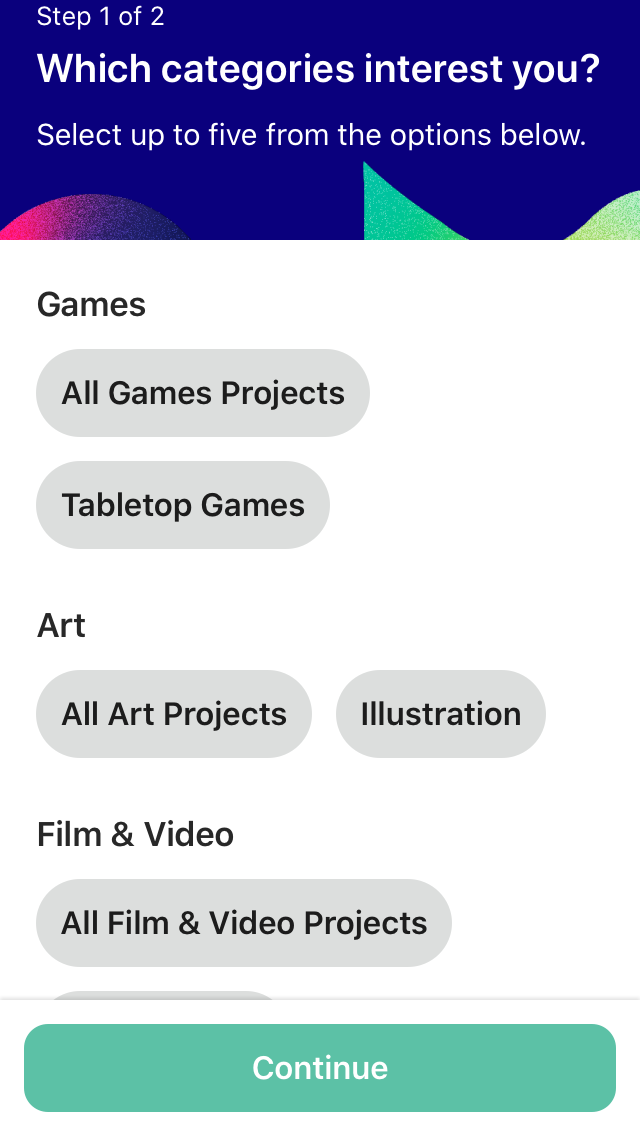 Step 1 of 2
Which categories interest you?
Select up to five from the options below.
Games
All Games Projects
Tabletop Games
Art
All Art Projects
Illustration
Film & Video
All Film & Video Projects
Continue